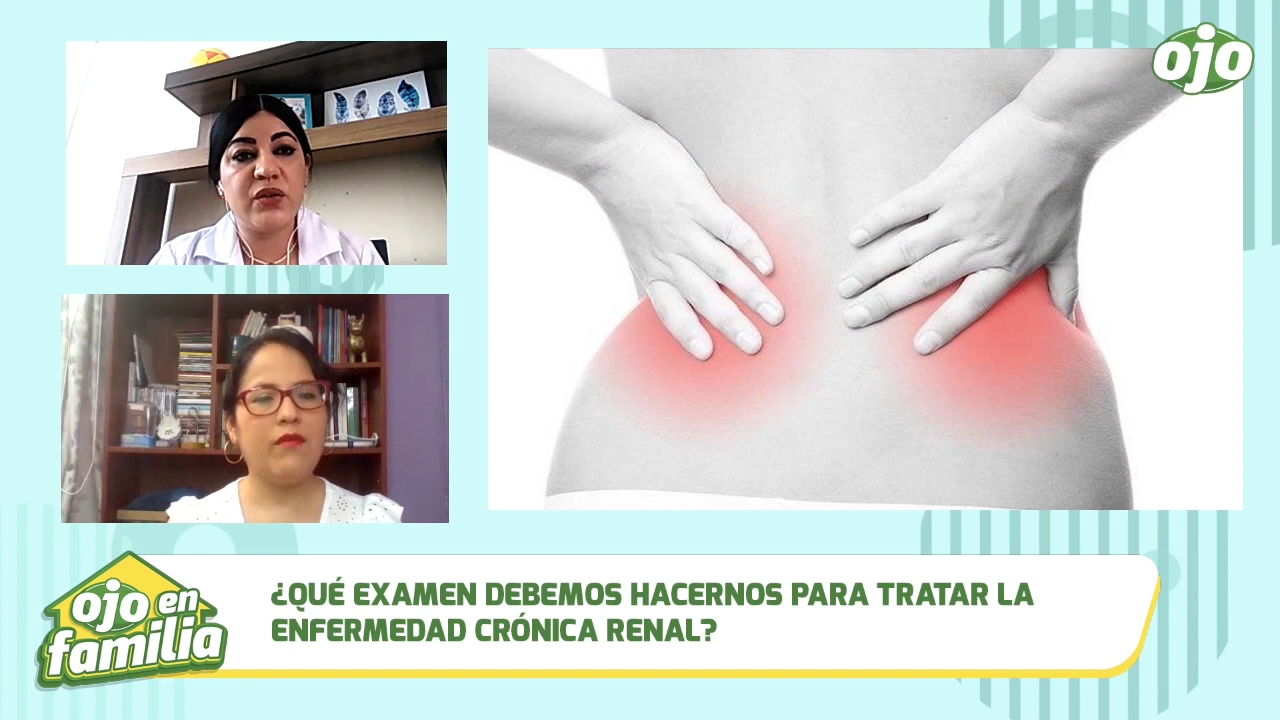 ojo
¿QUÉ EXAMEN DEBEMOS HACERNOS PARA TRATAR LA
ENFERMEDAD CRÓNICA RENAL?
ojo en
familia